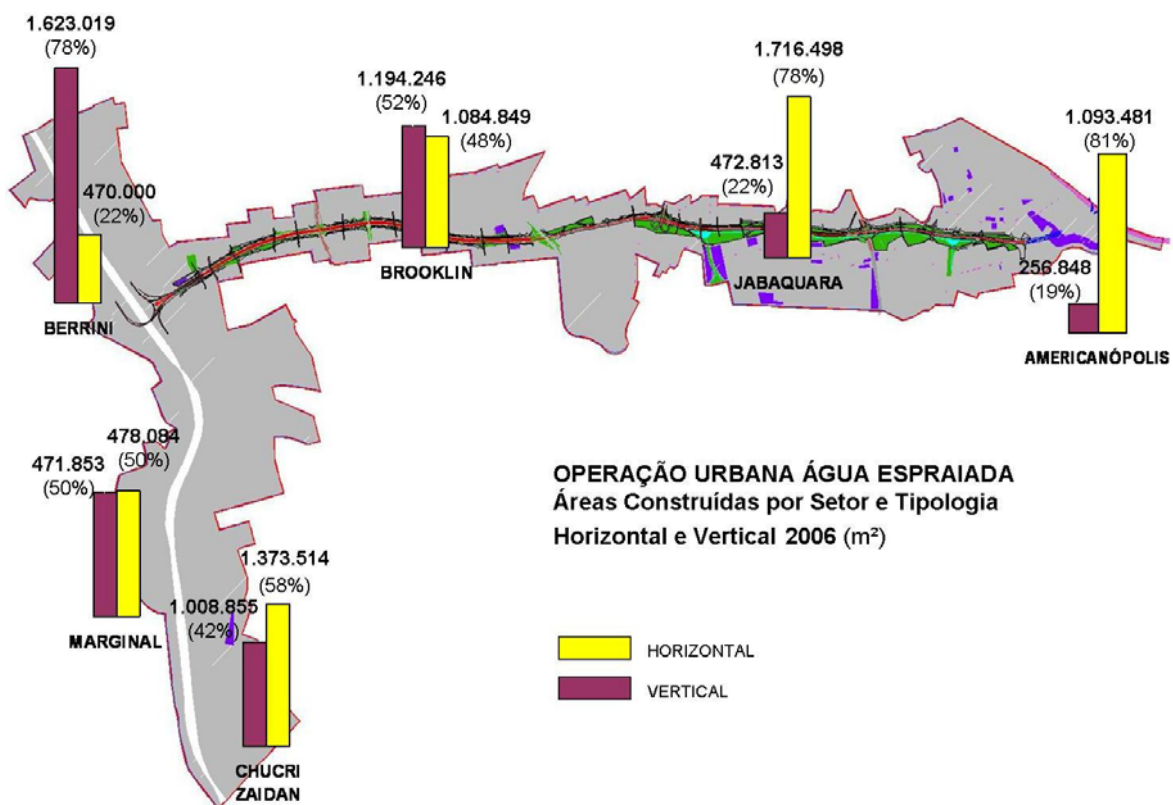 1.623.019
(78%)
470.000
(22%)
BERRINI
1.194.246
(52%)
1.084.849
(48%)
BROOKLIN
1.716.498
(78%)
472.813
(22%)
JABAQUARA
1.093.481
(81%)
256.848
(19%)
AMERICANÓPOLIS
478.084
(50%)
471.853
(50%)
MARGINAL
1.373.514
(58%)
1.008.855
(42%)
CHUCRI
ZAIDAN
OPERAÇÃO URBANA ÁGUA ESPRAIADA
Áreas Construídas por Setor e Tipologia
Horizontal e Vertical 2006 (m²)
HORIZONTAL
VERTICAL